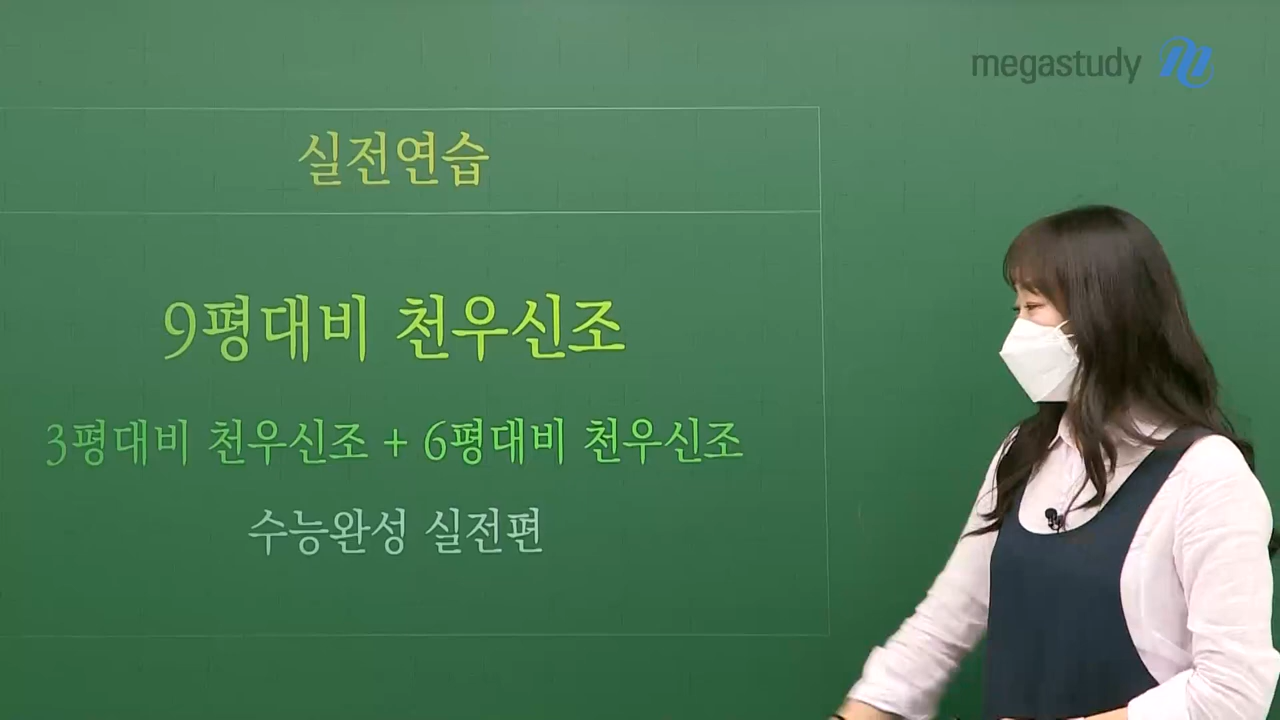 megastudy
실전연습
9평대비 천우신조
3평대비 천우신조 + 6평대비 천우신조
수능완성 실전편